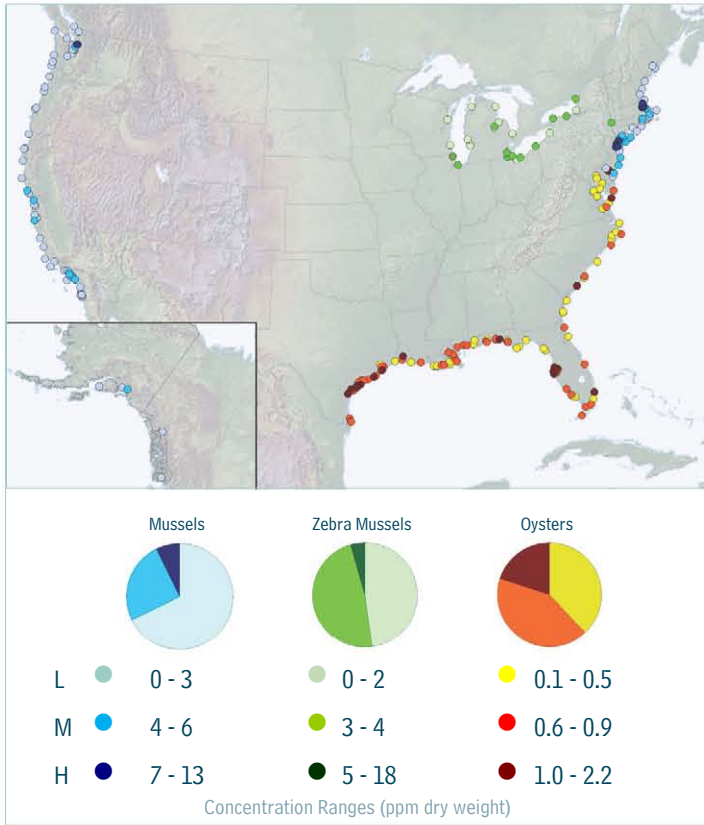 Mussels Zebra Mussels Oysters
L 0 - 3 0 - 2 0.1 - 0.5
M 4 - 6 3 - 4 0.6 - 0.9
H 7 - 13 5 - 18 1.0 - 2.2
Concentration Ranges (ppm dry weight)